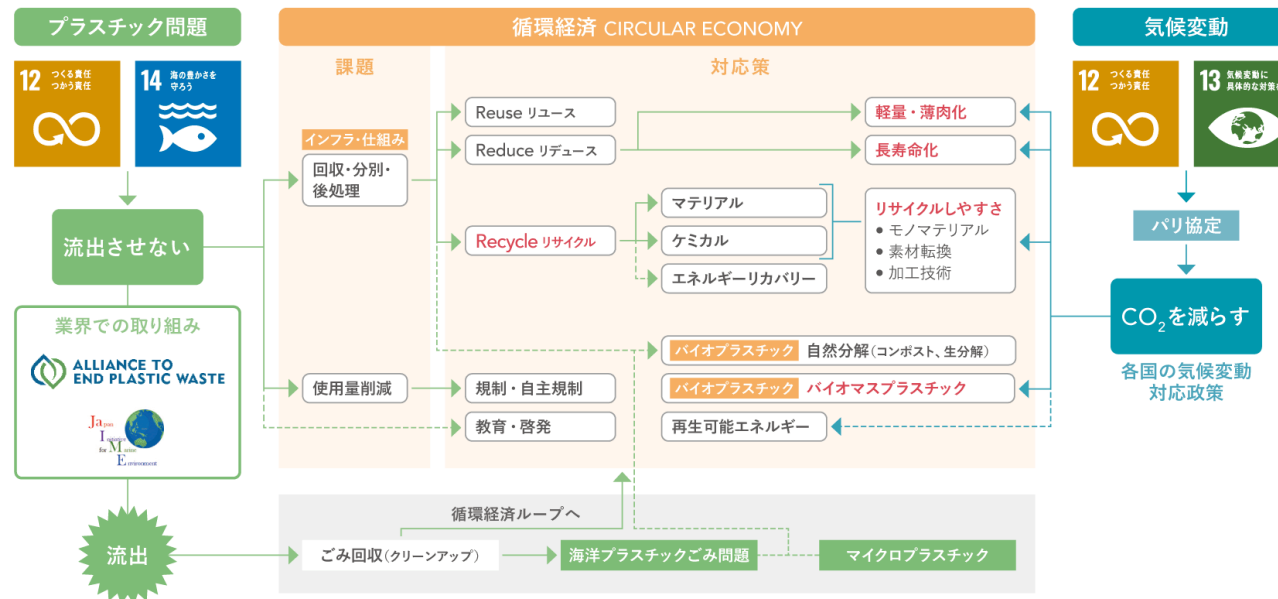 プラスチック問題
12 つくる責任
つかう責任
14 海の豊かさを
守ろう
流出させない
業界での取り組み
ALLIANCE TO
END PLASTIC WASTE
Japan
Initiative
for Marine
Environment
流出
循環経済 CIRCULAR ECONOMY
課題
対応策
インフラ・仕組み
回収・分別・
後処理
使用量削減
Reuse リユース
Reduce リデュース
Recycle リサイクル
規制・自主規制
教育・啓発
マテリアル
ケミカル
エネルギーリカバリー
軽量・薄肉化
長寿命化
リサイクルしやすさ
● モノマテリアル
● 素材転換
● 加工技術
バイオプラスチック 自然分解(コンポスト、生分解)
バイオプラスチック バイオマスプラスチック
再生可能エネルギー
循環経済ループへ
ごみ回収(クリーンアップ)
海洋プラスチックごみ問題
マイクロプラスチック
気候変動
12 つくる責任
つかう責任
13 気候変動に
具体的な対策
パリ協定
CO₂を減らす
各国の気候変動
対応政策